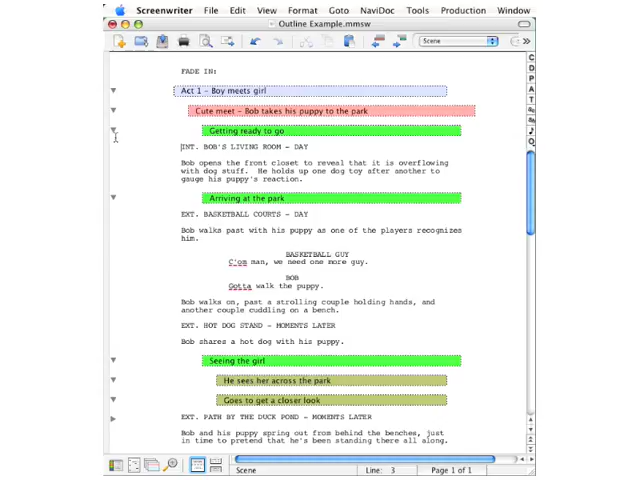 Screenwriter File Edit View Format Goto NaviDoc Tools Production Window
Outline Example.mmsw
Scene
FADE IN:
Act 1 - Boy meets girl
Cute meet - Bob takes his puppy to the park
Getting ready to go
INT. BOB'S LIVING ROOM - DAY
Bob opens the front closet to reveal that it is overflowing
with dog stuff. He holds up one dog toy after another to
gauge his puppy's reaction.
Arriving at the park
EXT. BASKETBALL COURTS - DAY
Bob walks past with his puppy as one of the players recognizes
him.
BASKETBALL GUY
C'om man, we need one more guy.
BOB
Gotta walk the puppy.
Bob walks on, past a strolling couple holding hands, and
another couple cuddling on a bench.
EXT. HOT DOG STAND - MOMENTS LATER
Bob shares a hot dog with his puppy.
Seeing the girl
He sees her across the park
Goes to get a closer look
EXT. PATH BY THE DUCK POND - MOMENTS LATER
Bob and his puppy spring out from behind the benches, just
in time to pretend that he's been standing there all along.
C
D
P
A
T
Scene Line: 3 Page 1 of 1